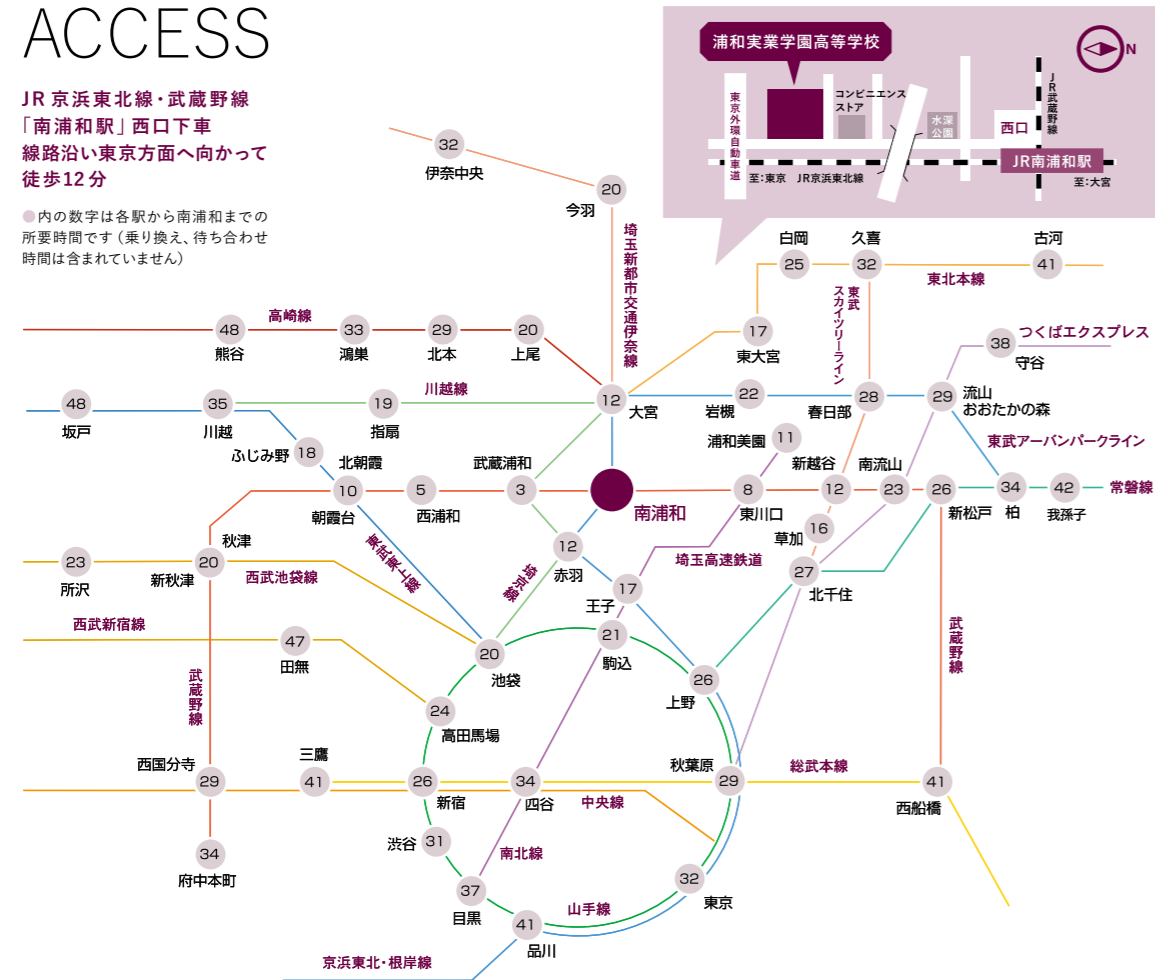 ACCESS
JR京浜東北線・武蔵野線
「南浦和駅」西口下車
線路沿い東京方面へ向かって
徒歩12分
●内の数字は各駅から南浦和までの
所要時間です（乗り換え、待ち合わせ
時間は含まれていません）
浦和実業学園高等学校
N
東京外環自動車道
コンビニエンス
ストア
水深
公園
西口
JR武蔵野線
JR南浦和駅
至：東京 JR京浜東北線
至：大宮
32
伊奈中央
20
今羽
埼玉新都市交通伊奈線
白岡
25
久喜
32
古河
41
東北本線
東武
スカイツリーライン
高崎線
48
熊谷
33
鴻巣
29
北本
20
上尾
17
東大宮
38
守谷
つくばエクスプレス
川越線
48
坂戸
35
川越
19
指扇
12
大宮
22
岩槻
28
春日部
29
流山
おおたかの森
東武アーバンパークライン
ふじみ野
18
浦和美園
11
北朝霞
10
朝霞台
5
西浦和
武蔵浦和
3
南浦和
8
東川口
新越谷
12
南流山
23
26
新松戸
34
柏
42
我孫子
常磐線
草加
16
秋津
20
新秋津
23
所沢
西武池袋線
東武東上線
埼京線
12
赤羽
埼玉高速鉄道
27
北千住
王子
17
西武新宿線
47
田無
20
池袋
21
駒込
26
上野
武蔵野線
武蔵野線
24
高田馬場
西国分寺
29
三鷹
41
26
新宿
34
四谷
中央線
秋葉原
29
総武本線
41
西船橋
34
府中本町
渋谷
31
南北線
37
目黒
山手線
32
東京
41
品川
京浜東北・根岸線